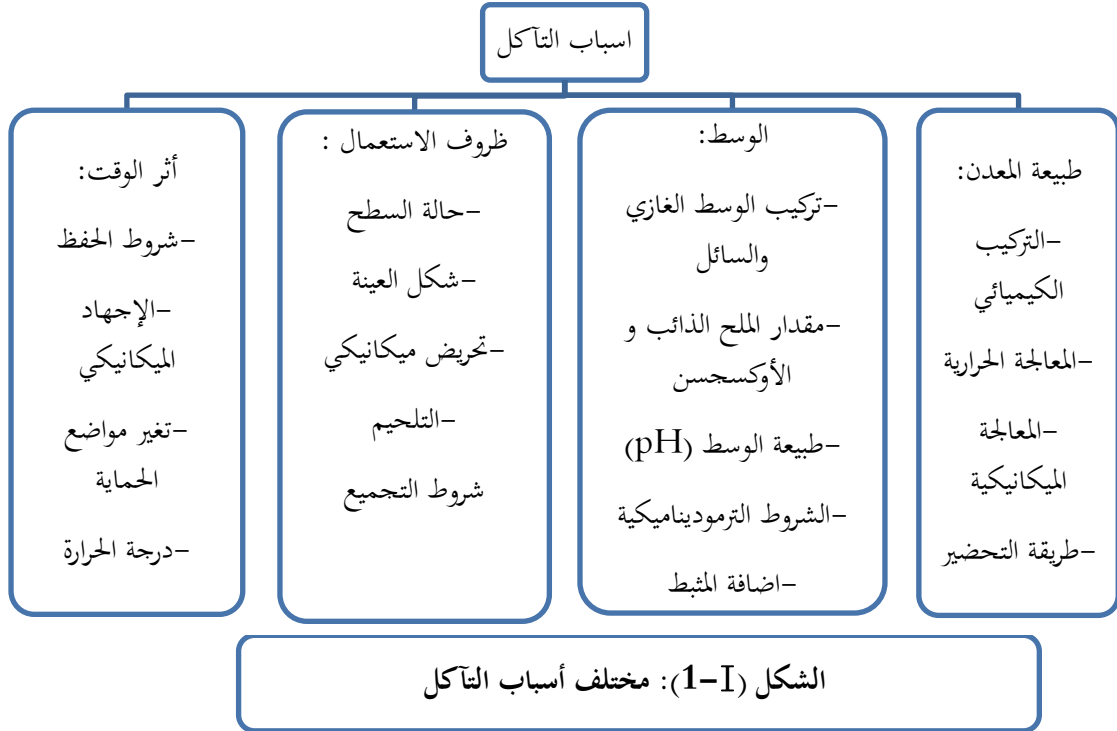 اسباب التآكل
طبيعة المعدن:
-التركيب
الكيميائي
-المعالجة الحرارية
-المعالجة
الميكانيكية
-طريقة التحضير
الوسط:
-تركيب الوسط الغازي
والسائل
-مقدار الملح الذائب و
الأوكسجسن
-طبيعة الوسط (pH)
-الشروط الترموديناميكية
-اضافة المثبط
ظروف الاستعمال :
-حالة السطح
-شكل العينة
-تحريض ميكانيكي
-التلحيم
شروط التجميع
أثر الوقت:
-شروط الحفظ
-الإجهاد
الميكانيكي
-تغير مواضع
الحماية
-درجة الحرارة
الشكل (I-1): مختلف أسباب التآكل